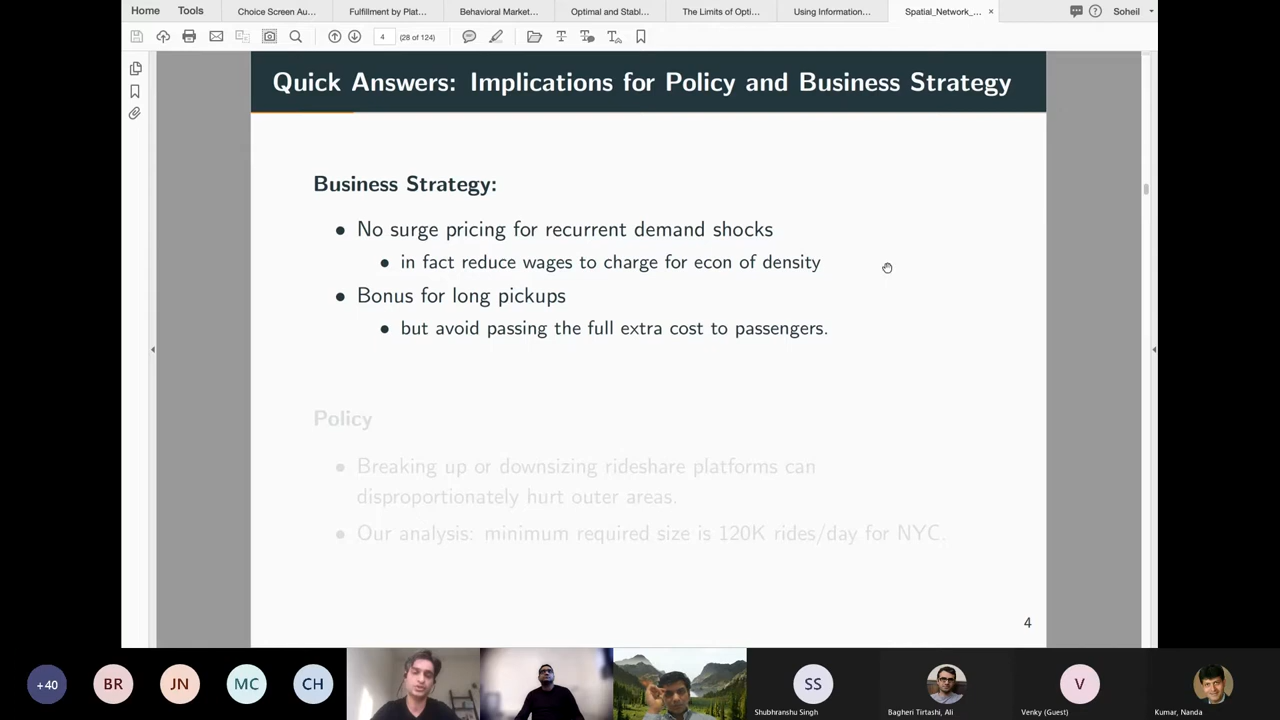 Home
Tools
Choice Screen Au...
Fulfillment by Plat...
Behavioral Market...
Optimal and Stabl...
The Limits of Opti...
Using Information...
Spatial_Network_...
Soheil
4
(28 of 124)
Quick Answers: Implications for Policy and Business Strategy
Business Strategy:
• No surge pricing for recurrent demand shocks
• in fact reduce wages to charge for econ of density
• Bonus for long pickups
• but avoid passing the full extra cost to passengers.
Policy
• Breaking up or downsizing rideshare platforms can
disproportionately hurt outer areas.
• Our analysis: minimum required size is 120K rides/day for NYC.
4
+40
BR
JN
MC
CH
SS
V
Shubhranshu Singh
Bagheri Tirtashi, Ali
Venky (Guest)
Kumar, Nanda